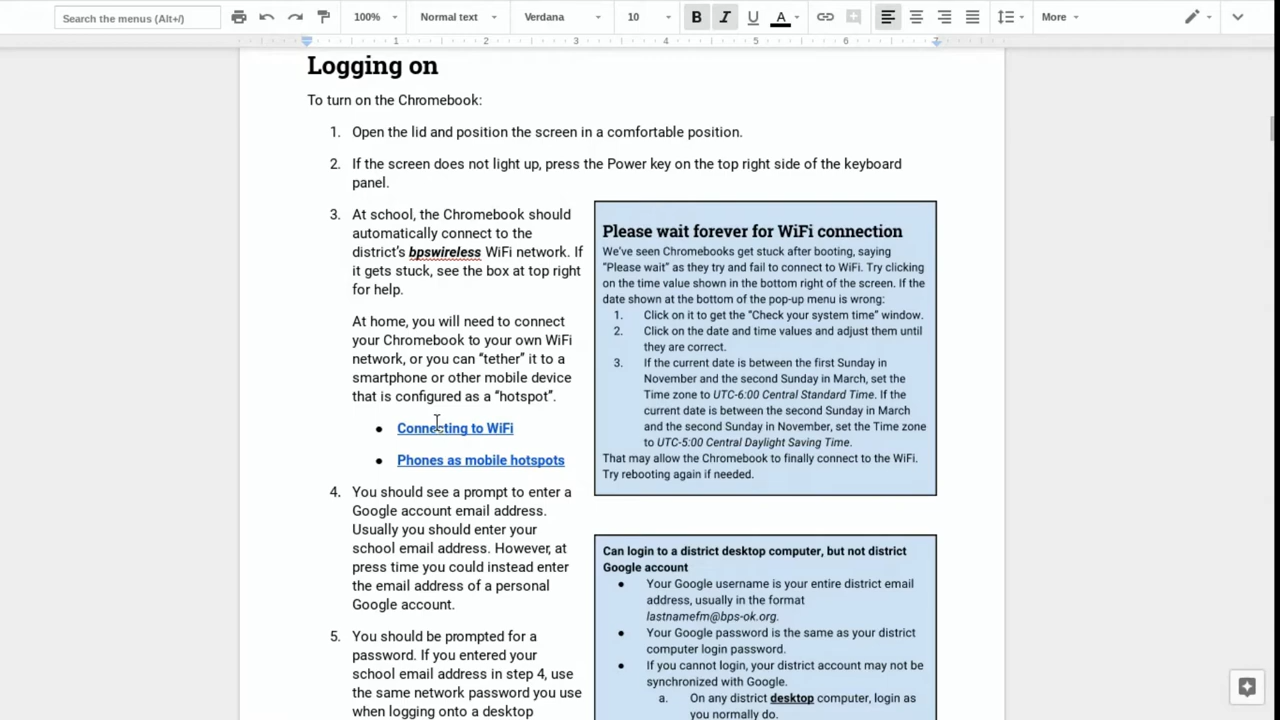 Search the menus (Alt+/)
100%
Normal text
Verdana
10
B
I
U
A
More
1 2 3 4 5 6 7
Logging on
To turn on the Chromebook:
1. Open the lid and position the screen in a comfortable position.
2. If the screen does not light up, press the Power key on the top right side of the keyboard
panel.
3. At school, the Chromebook should
automatically connect to the
district's bpswireless WiFi network. If
it gets stuck, see the box at top right
for help.
At home, you will need to connect
your Chromebook to your own WiFi
network, or you can “tether” it to a
smartphone or other mobile device
that is configured as a “hotspot”.
● Connecting to WiFi
● Phones as mobile hotspots
4. You should see a prompt to enter a
Google account email address.
Usually you should enter your
school email address. However, at
press time you could instead enter
the email address of a personal
Google account.
5. You should be prompted for a
password. If you entered your
school email address in step 4, use
the same network password you use
when logging onto a desktop
Please wait forever for WiFi connection
We've seen Chromebooks get stuck after booting, saying
“Please wait” as they try and fail to connect to WiFi. Try clicking
on the time value shown in the bottom right of the screen. If the
date shown at the bottom of the pop-up menu is wrong:
1. Click on it to get the “Check your system time” window.
2. Click on the date and time values and adjust them until
they are correct.
3. If the current date is between the first Sunday in
November and the second Sunday in March, set the
Time zone to UTC-6:00 Central Standard Time. If the
current date is between the second Sunday in March
and the second Sunday in November, set the Time zone
to UTC-5:00 Central Daylight Saving Time.
That may allow the Chromebook to finally connect to the WiFi.
Try rebooting again if needed.
Can login to a district desktop computer, but not district
Google account
● Your Google username is your entire district email
address, usually in the format
lastnamefm@bps-ok.org.
● Your Google password is the same as your district
computer login password.
● If you cannot login, your district account may not be
synchronized with Google.
a. On any district desktop computer, login as
you normally do.